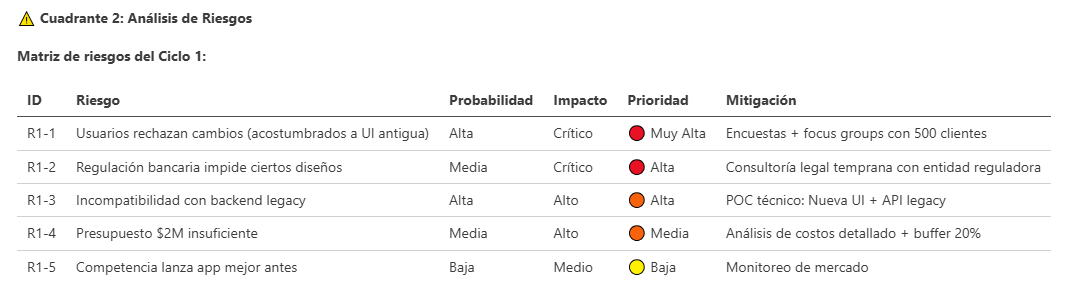 ⚠ Cuadrante 2: Análisis de Riesgos
Matriz de riesgos del Ciclo 1:
ID Riesgo Probabilidad Impacto Prioridad Mitigación
R1-1 Usuarios rechazan cambios (acostumbrados a UI antigua) Alta Crítico 🔴 Muy Alta Encuestas + focus groups con 500 clientes
R1-2 Regulación bancaria impide ciertos diseños Media Crítico 🔴 Alta Consultoría legal temprana con entidad reguladora
R1-3 Incompatibilidad con backend legacy Alta Alto 🟠 Alta POC técnico: Nueva UI + API legacy
R1-4 Presupuesto $2M insuficiente Media Alto 🟠 Media Análisis de costos detallado + buffer 20%
R1-5 Competencia lanza app mejor antes Baja Medio 🟡 Baja Monitoreo de mercado